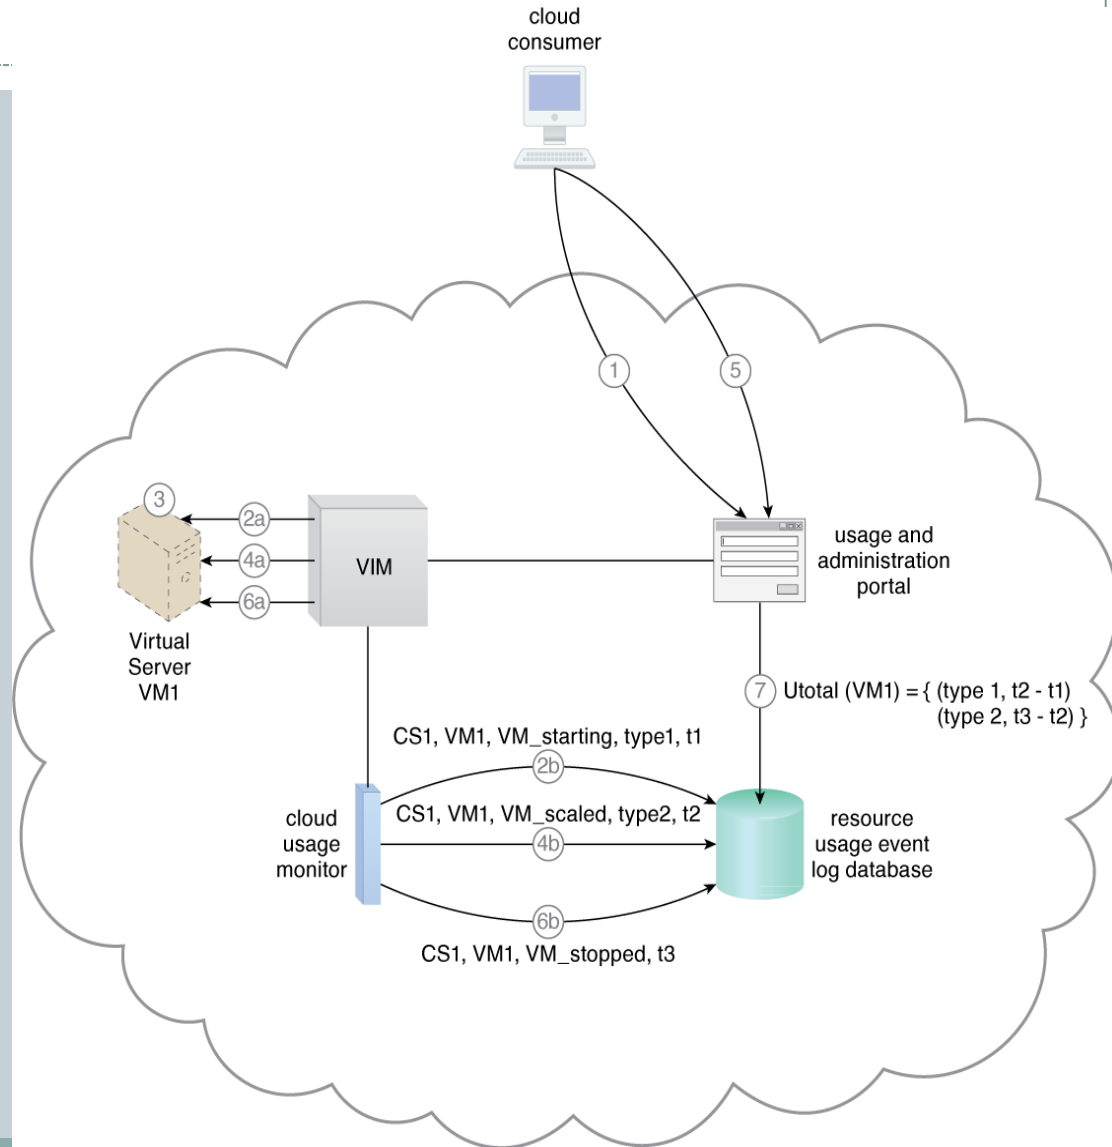 cloud
consumer
1
5
3
2a
4a
6a
VIM
usage and
administration
portal
Virtual
Server
VM1
7
Utotal (VM1) = { (type 1, t2 - t1)
(type 2, t3 - t2) }
CS1, VM1, VM_starting, type1, t1
2b
CS1, VM1, VM_scaled, type2, t2
4b
cloud
usage
monitor
resource
usage event
log database
6b
CS1, VM1, VM_stopped, t3